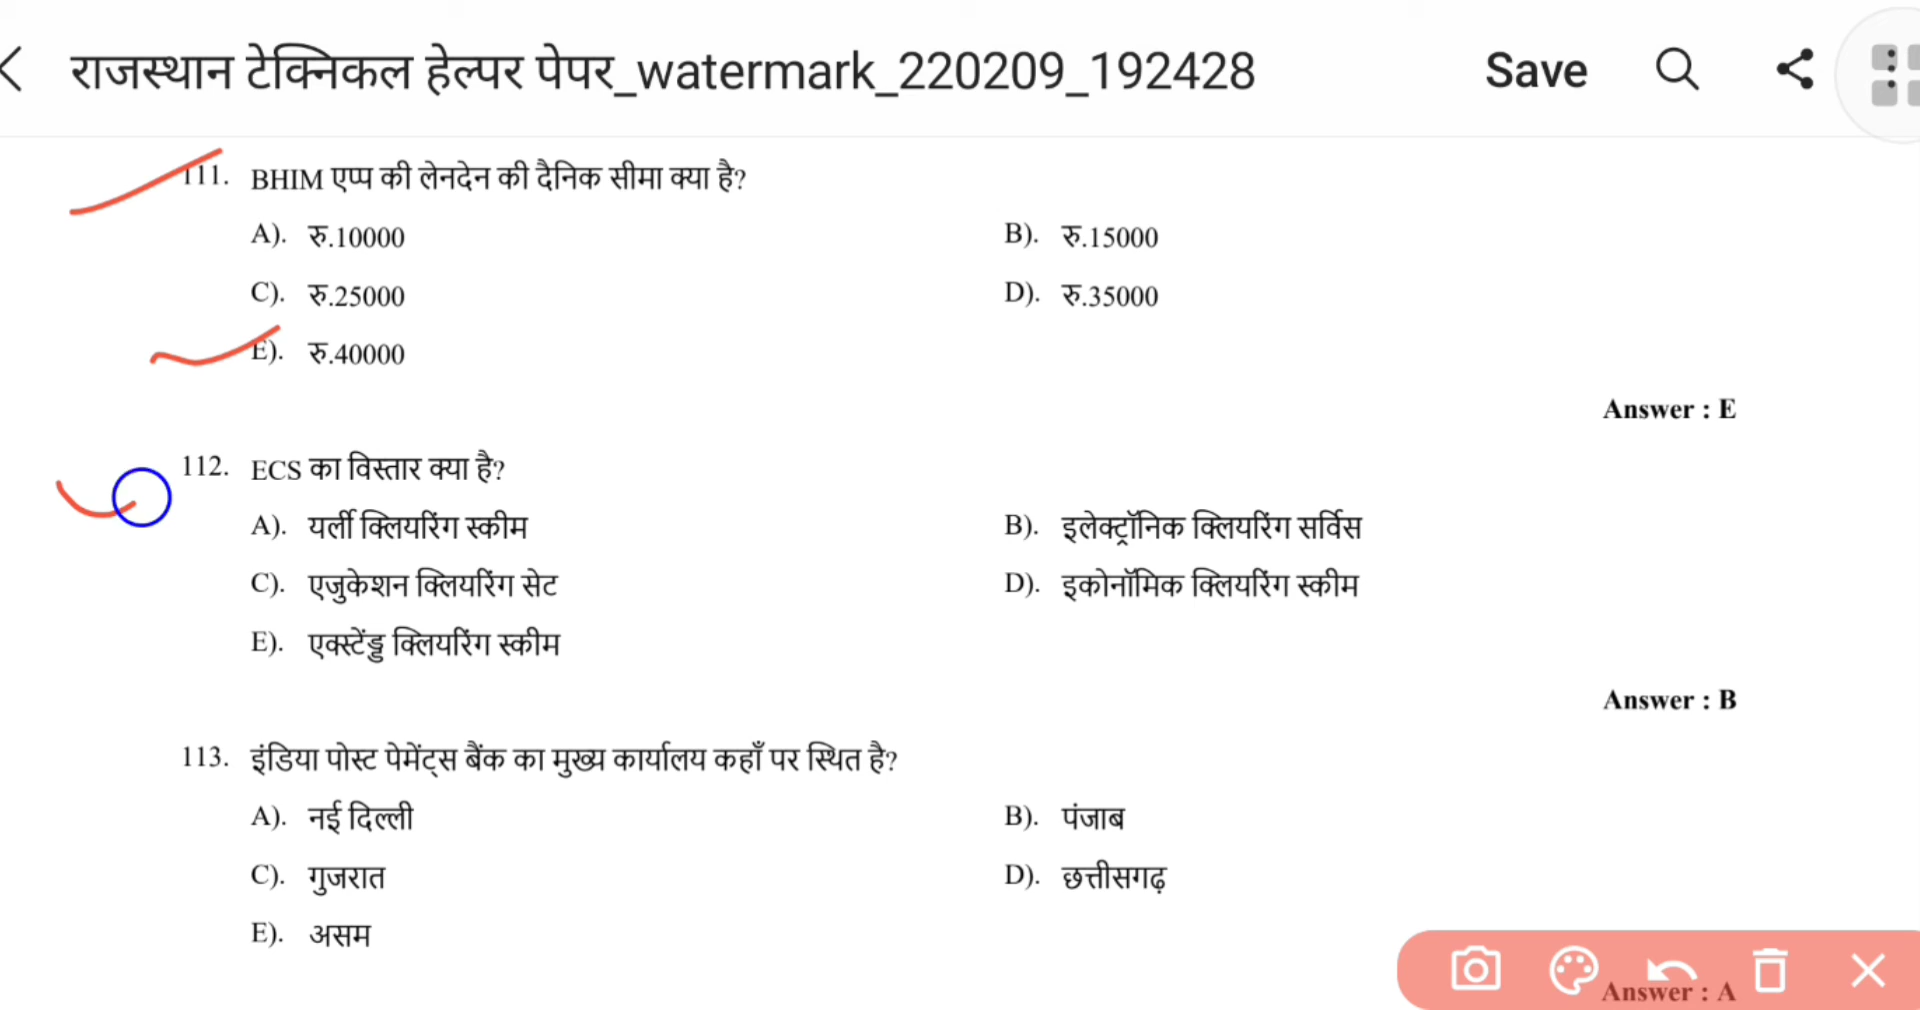 राजस्थान टेक्निकल हेल्पर पेपर_watermark_220209_192428 Save
111. BHIM एप्प की लेनदेन की दैनिक सीमा क्या है?
A). रु.10000 B). रु.15000
C). रु.25000 D). रु.35000
E). रु.40000
Answer : E
112. ECS का विस्तार क्या है?
A). यर्ली क्लियरिंग स्कीम B). इलेक्ट्रॉनिक क्लियरिंग सर्विस
C). एजुकेशन क्लियरिंग सेट D). इकोनॉमिक क्लियरिंग स्कीम
E). एक्स्टेंड्ड क्लियरिंग स्कीम
Answer : B
113. इंडिया पोस्ट पेमेंट्स बैंक का मुख्य कार्यालय कहाँ पर स्थित है?
A). नई दिल्ली B). पंजाब
C). गुजरात D). छत्तीसगढ़
E). असम
Answer : A